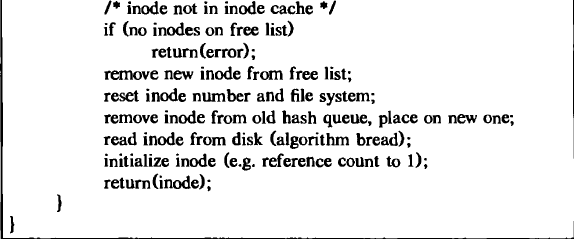 /* inode not in inode cache */
if (no inodes on free list)
return(error);
remove new inode from free list;
reset inode number and file system;
remove inode from old hash queue, place on new one;
read inode from disk (algorithm bread);
initialize inode (e.g. reference count to 1);
return(inode);
}
}